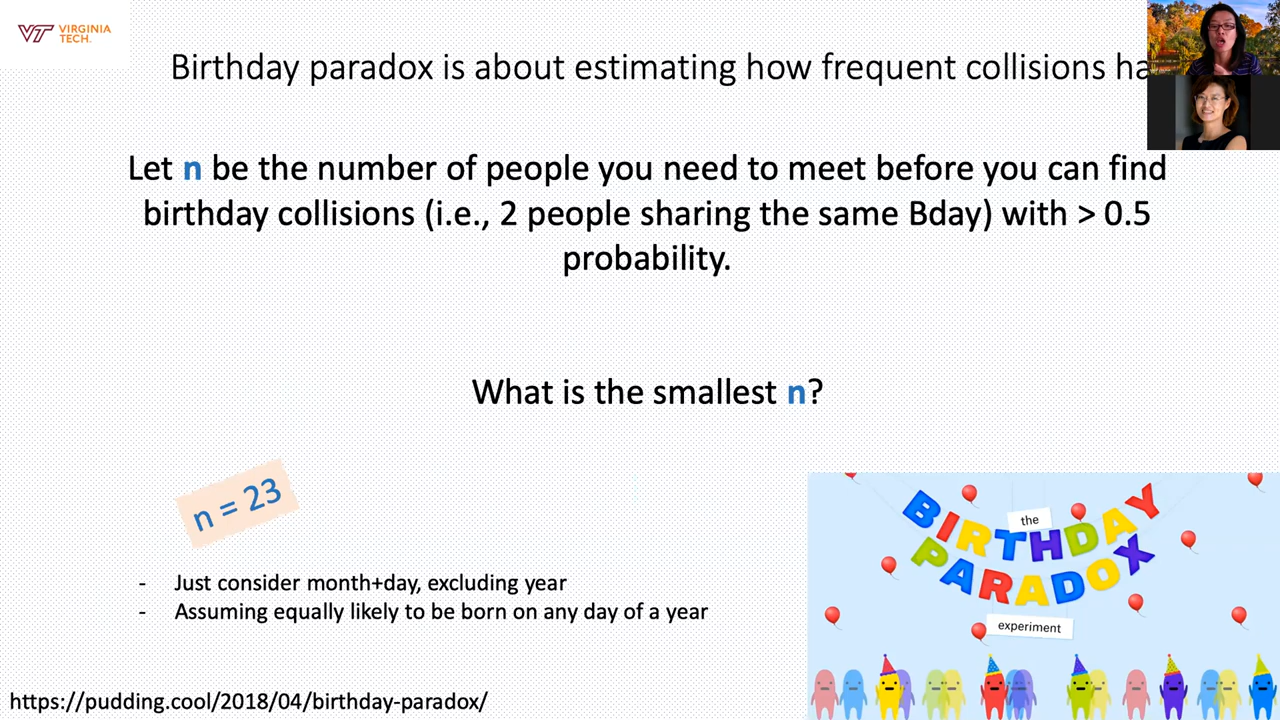 VT VIRGINIA
TECH.
Birthday paradox is about estimating how frequent collisions ha
Let n be the number of people you need to meet before you can find
birthday collisions (i.e., 2 people sharing the same Bday) with > 0.5
probability.
What is the smallest n?
n = 23
- Just consider month+day, excluding year
- Assuming equally likely to be born on any day of a year
the
BIRTHDAY
PARADOX
experiment
https://pudding.cool/2018/04/birthday-paradox/